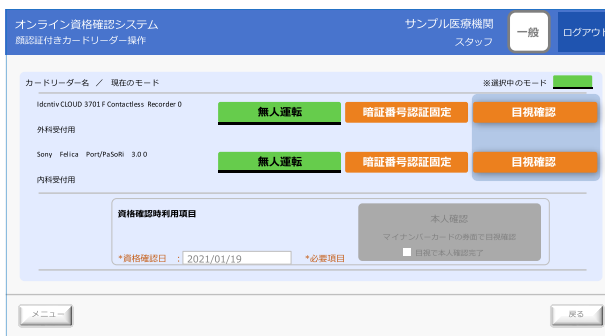 オンライン資格確認システム
顔認証付きカードリーダー操作
サンプル医療機関
スタッフ
一般
ログアウト
カードリーダー名 ／ 現在のモード
※選択中のモード
Identiv CLOUD 3701 F Contactless Recorder 0
外科受付用
無人運転
暗証番号認証固定
目視確認
Sony Felica Port/PaSoRi 3.0 0
内科受付用
無人運転
暗証番号認証固定
目視確認
資格確認時利用項目
*資格確認日 : 2021/01/19 *必要項目
本人確認
マイナンバーカードの券面で目視確認
目視で本人確認完了
メニュー
戻る